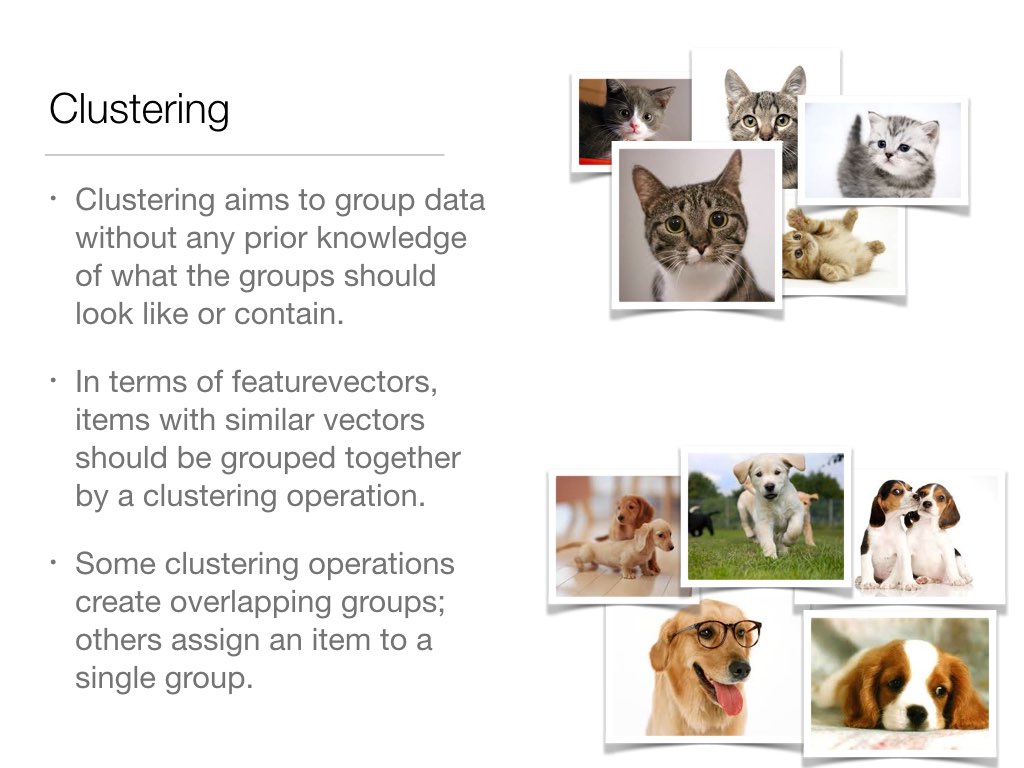 Clustering
• Clustering aims to group data
without any prior knowledge
of what the groups should
look like or contain.
• In terms of featurevectors,
items with similar vectors
should be grouped together
by a clustering operation.
• Some clustering operations
create overlapping groups;
others assign an item to a
single group.